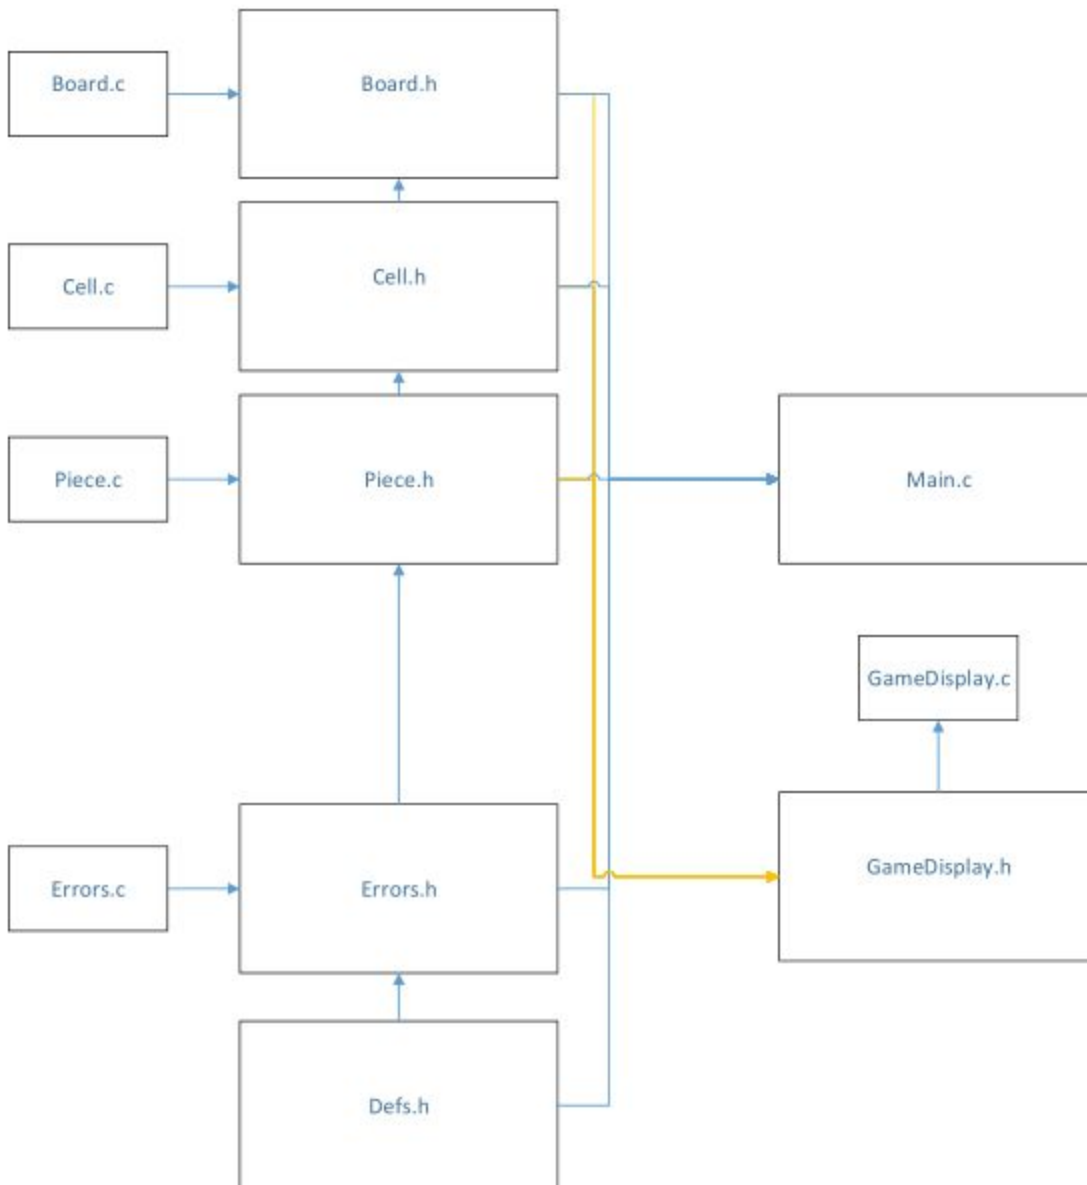 Board.c
Board.h
Cell.c
Cell.h
Piece.c
Piece.h
Main.c
GameDisplay.c
Errors.c
Errors.h
GameDisplay.h
Defs.h